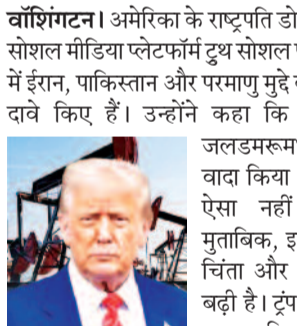 वॉशिंगटन। अमेरिका के राष्ट्रपति डो
सोशल मीडिया प्लेटफॉर्म ट्रुथ सोशल
में ईरान, पाकिस्तान और परमाणु मुद्दे
दावे किए हैं। उन्होंने कहा कि
जलडमरूम
वादा किया
ऐसा नहीं
मुताबिक, इ
चिंता और
बढ़ी है। ट्रंप